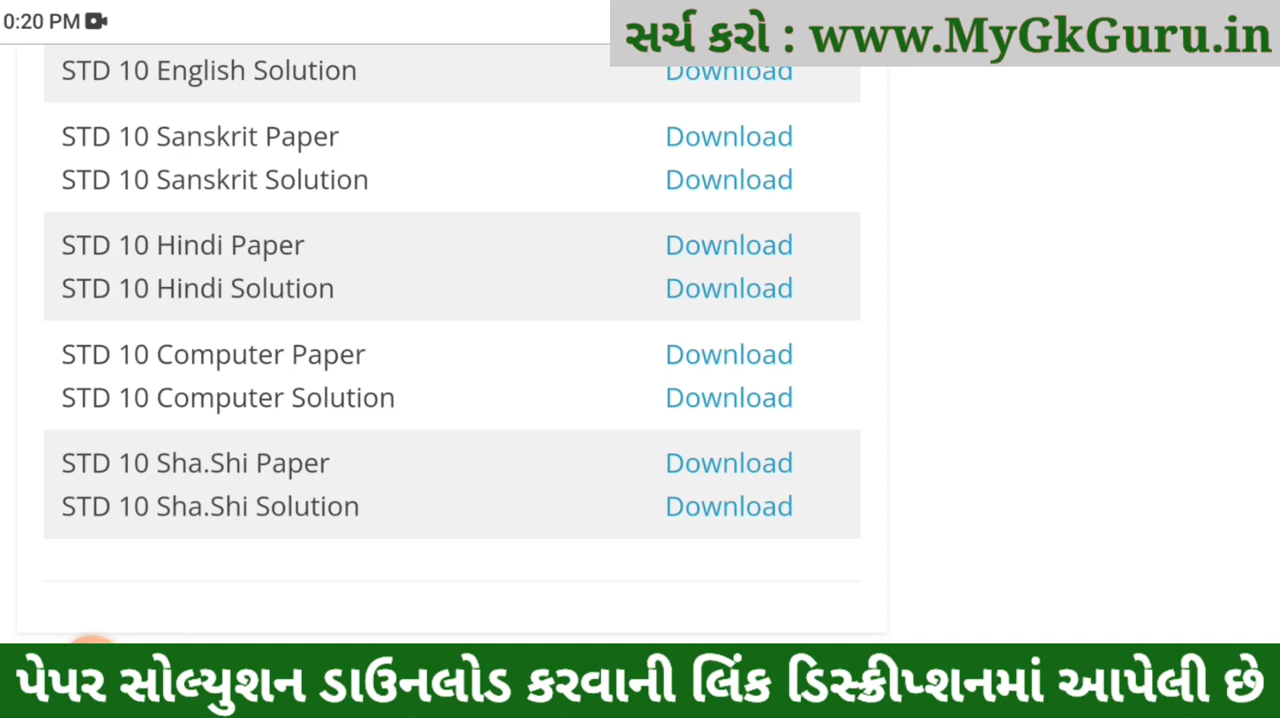 0:20 PM
સર્ચ કરો : www.MyGkGuru.in
STD 10 English Solution Download
STD 10 Sanskrit Paper Download
STD 10 Sanskrit Solution Download
STD 10 Hindi Paper Download
STD 10 Hindi Solution Download
STD 10 Computer Paper Download
STD 10 Computer Solution Download
STD 10 Sha.Shi Paper Download
STD 10 Sha.Shi Solution Download
પેપર સોલ્યુશન ડાઉનલોડ કરવાની લિંક ડિસ્ક્રીપ્શનમાં આપેલી છે